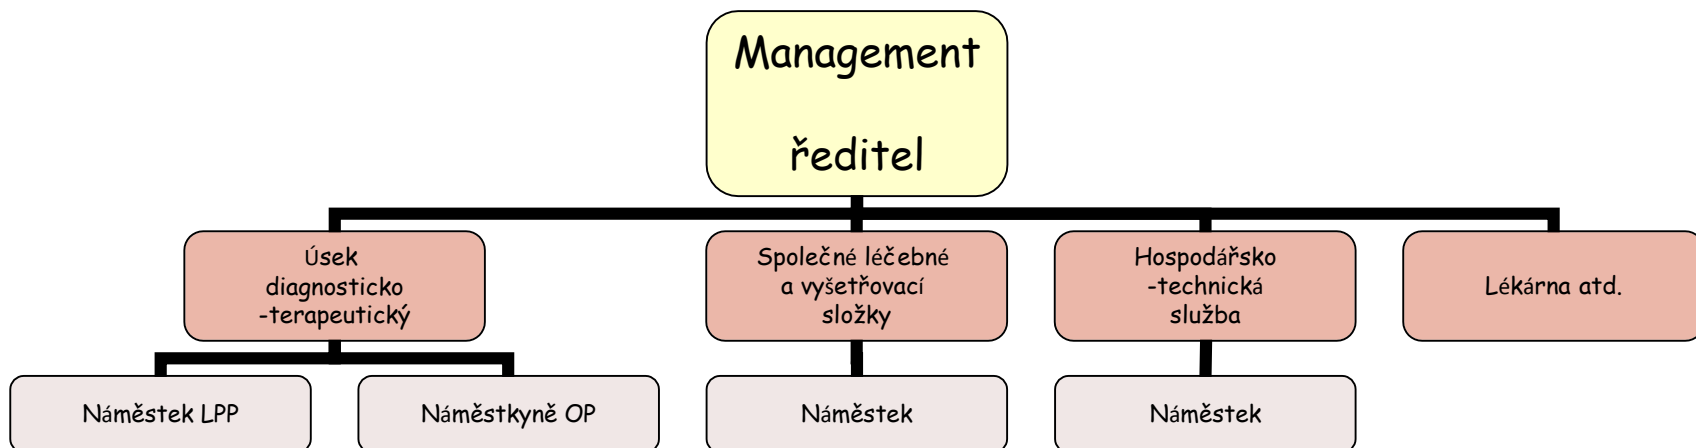 Management
ředitel
Úsek
diagnosticko
-terapeutický
Společné léčebné
a vyšetřovací
složky
Hospodářsko
-technická
služba
Lékárna atd.
Náměstek LPP
Náměstkyně OP
Náměstek
Náměstek